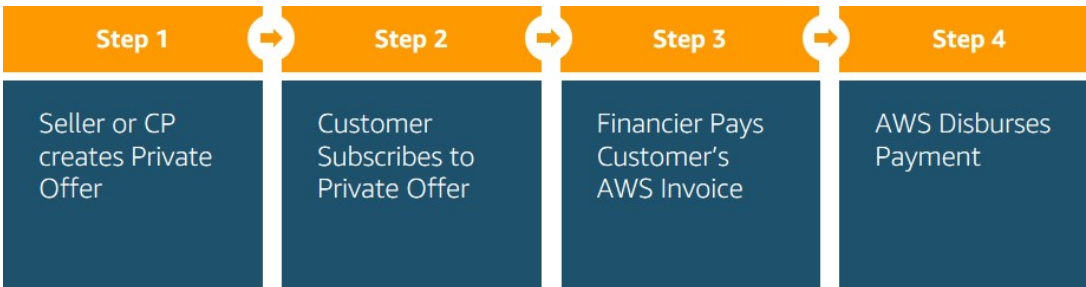 Step 1
Step 2
Step 3
Step 4
Seller or CP
creates Private
Offer
Customer
Subscribes to
Private Offer
Financier Pays
Customer’s
AWS Invoice
AWS Disburses
Payment